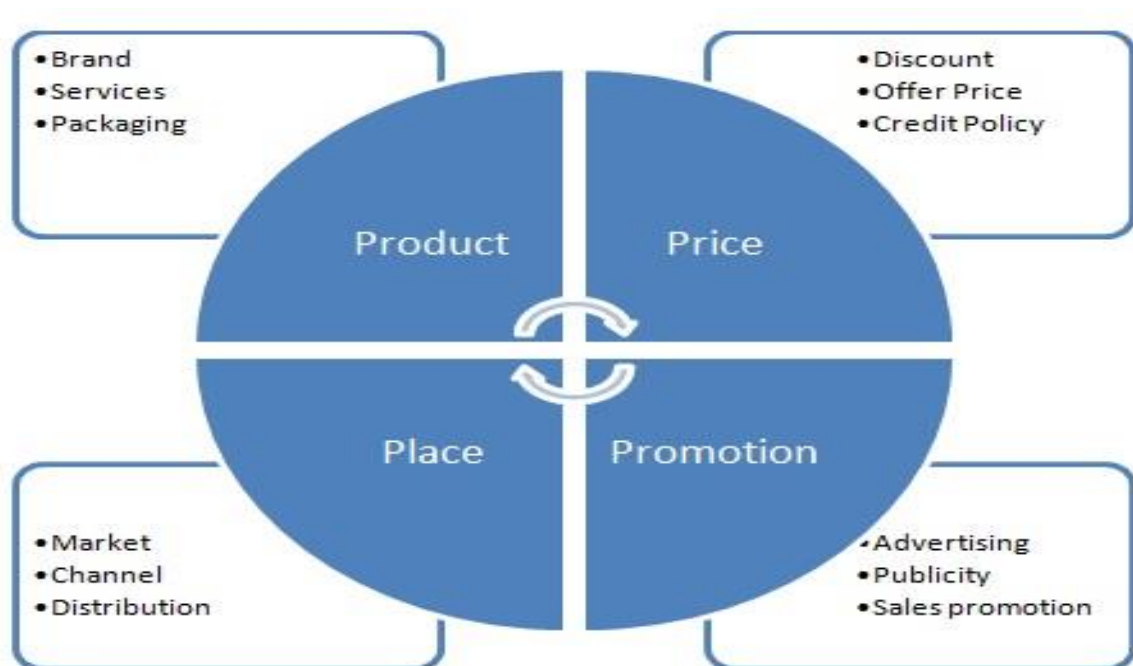 •Brand
•Services
•Packaging
•Discount
•Offer Price
•Credit Policy
Product
Price
Place
Promotion
•Market
•Channel
•Distribution
•Advertising
•Publicity
•Sales promotion